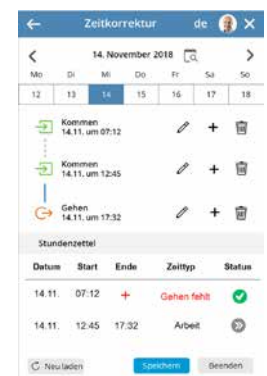 Zeitkorrektur de
14. November 2018
Mo Di Mi Do Fr Sa So
12 13 14 15 16 17 18
Kommen
14.11. um 07:12
Kommen
14.11. um 12:45
Gehen
14.11. um 17:32
Stundenzettel
Datum Start Ende Zeittyp Status
14.11. 07:12 + Gehen fehlt
14.11. 12:45 17:32 Arbeit
Neu laden Speichern Beenden